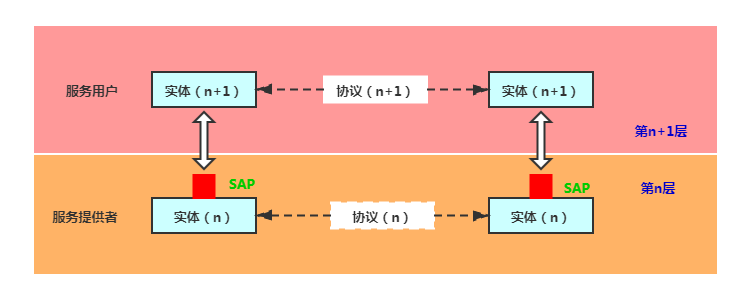 服务用户
实体（n+1）
协议（n+1）
实体（n+1）
第n+1层
SAP
SAP
第n层
服务提供者
实体（n）
协议（n）
实体（n）